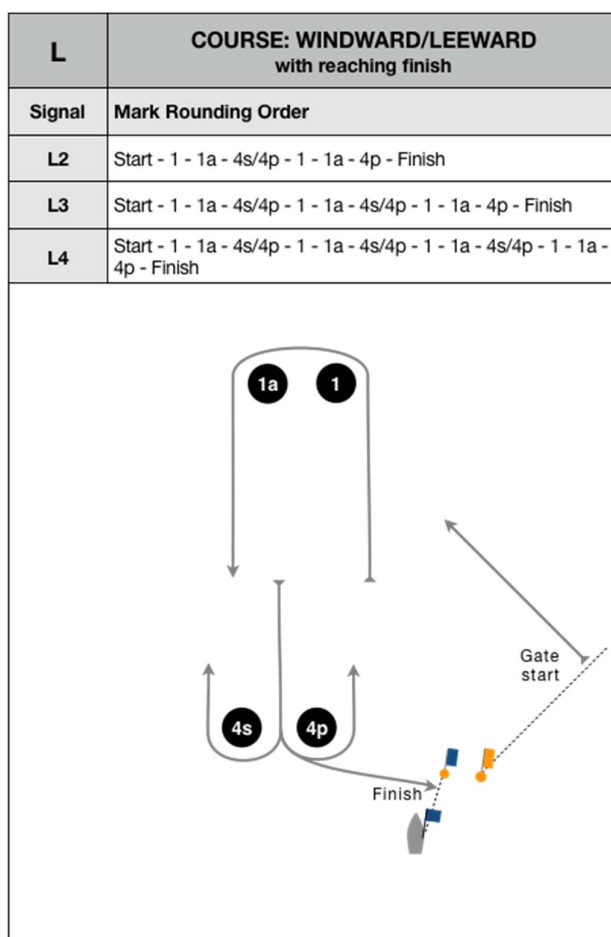 L
COURSE: WINDWARD/LEEWARD
with reaching finish
Signal
Mark Rounding Order
L2
Start - 1 - 1a - 4s/4p - 1 - 1a - 4p - Finish
L3
Start - 1 - 1a - 4s/4p - 1 - 1a - 4s/4p - 1 - 1a - 4p - Finish
L4
Start - 1 - 1a - 4s/4p - 1 - 1a - 4s/4p - 1 - 1a - 4s/4p - 1 - 1a -
4p - Finish
1a
1
Gate
start
4s
4p
Finish